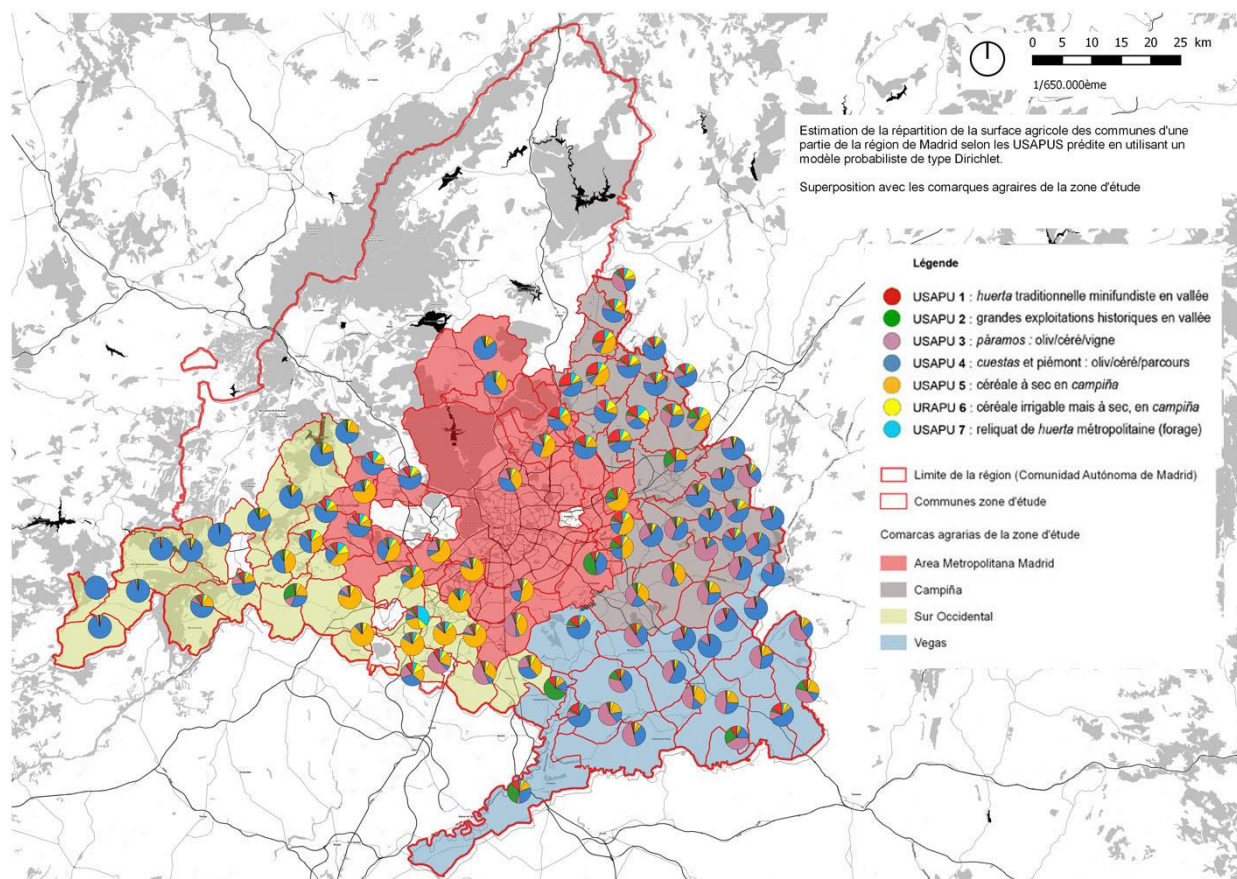 0 5 10 15 20 25 km
1/650.000ème
Estimation de la répartition de la surface agricole des communes d'une
partie de la région de Madrid selon les USAPUS prédite en utilisant un
modèle probabiliste de type Dirichlet.
Superposition avec les comarques agraires de la zone d'étude
Légende
USAPU 1 : huerta traditionnelle minifundiste en vallée
USAPU 2 : grandes exploitations historiques en vallée
USAPU 3 : páramos : oliv/céré/vigne
USAPU 4 : cuestas et piémont : oliv/céré/parcours
USAPU 5 : céréale à sec en campiña
URAPU 6 : céréale irrigable mais à sec, en campiña
USAPU 7 : reliquat de huerta métropolitaine (forage)
Limite de la région (Comunidad Autónoma de Madrid)
Communes zone d'étude
Comarcas agrarias de la zone d'étude
Area Metropolitana Madrid
Campiña
Sur Occidental
Vegas